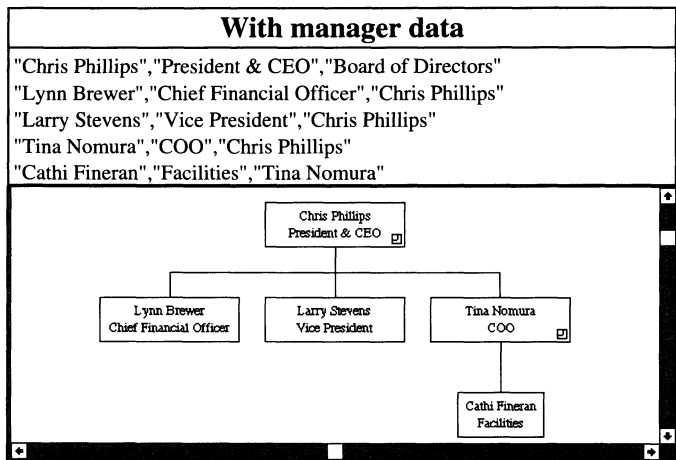 With manager data
"Chris Phillips","President & CEO","Board of Directors"
"Lynn Brewer","Chief Financial Officer","Chris Phillips"
"Larry Stevens","Vice President","Chris Phillips"
"Tina Nomura","COO","Chris Phillips"
"Cathi Fineran","Facilities","Tina Nomura"
Chris Phillips
President & CEO
Lynn Brewer
Chief Financial Officer
Larry Stevens
Vice President
Tina Nomura
COO
Cathi Fineran
Facilities